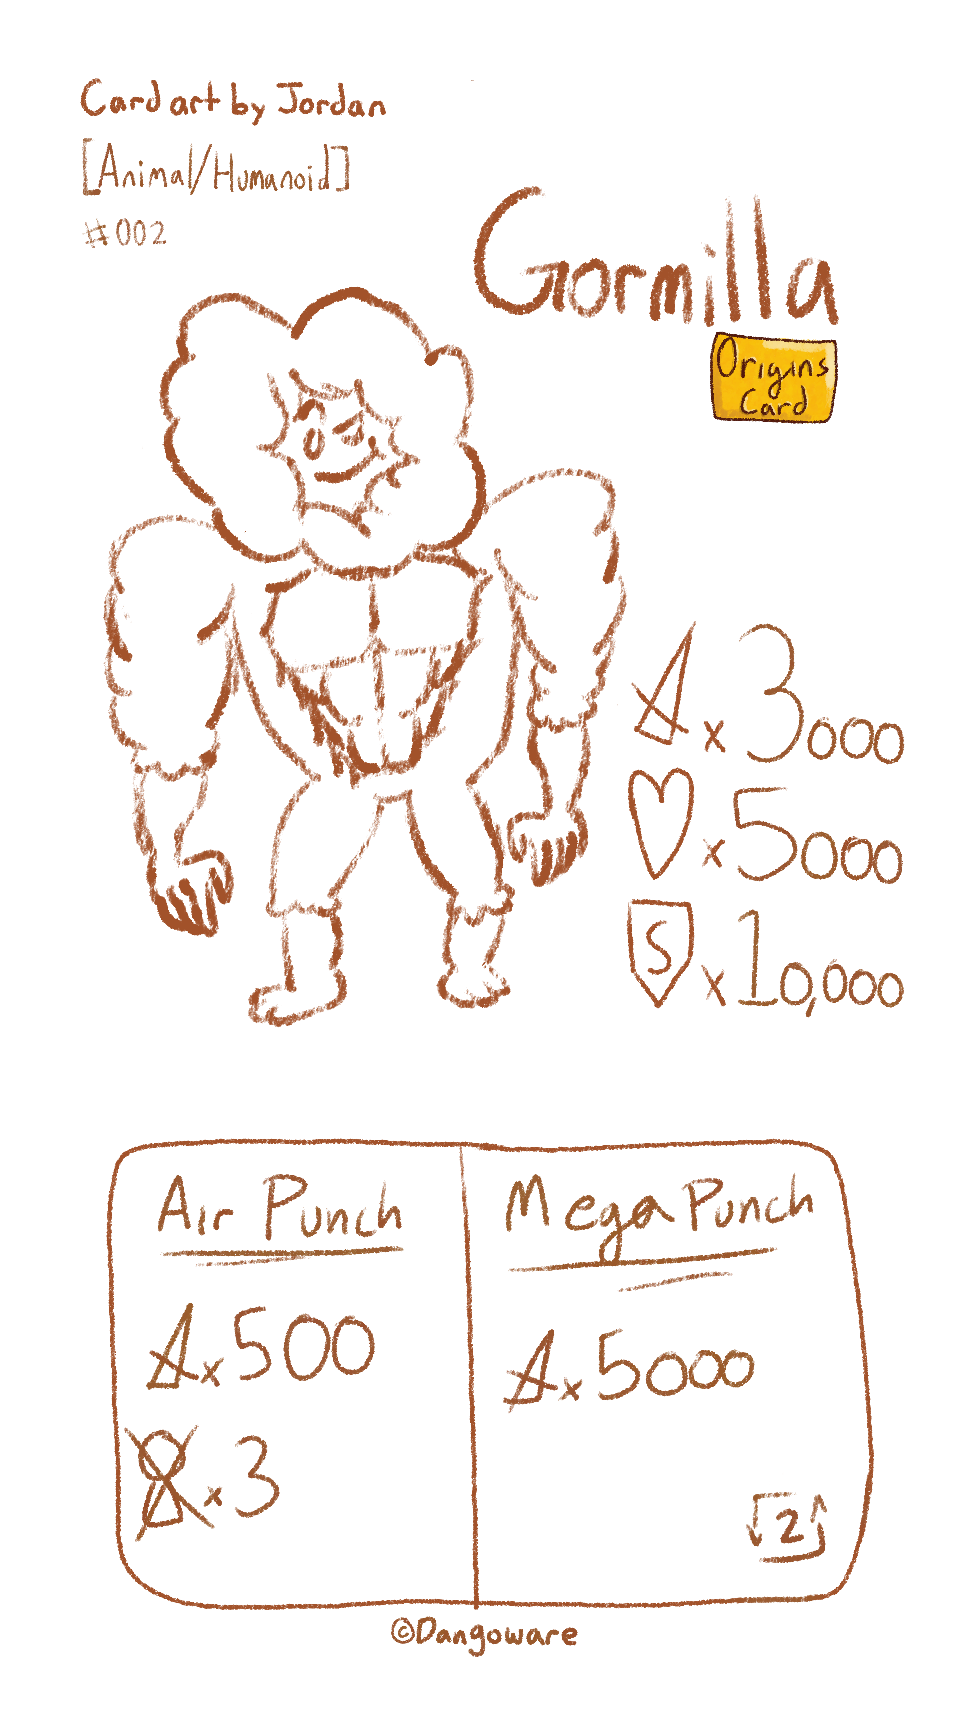 Card art by Jordan
[Animal/Humanoid]
#002
Gormilla
Origins
Card
x 3000
x 5000
S x 10,000
Air Punch
x 500
x 3
Mega Punch
x 5000
2
©Dangoware